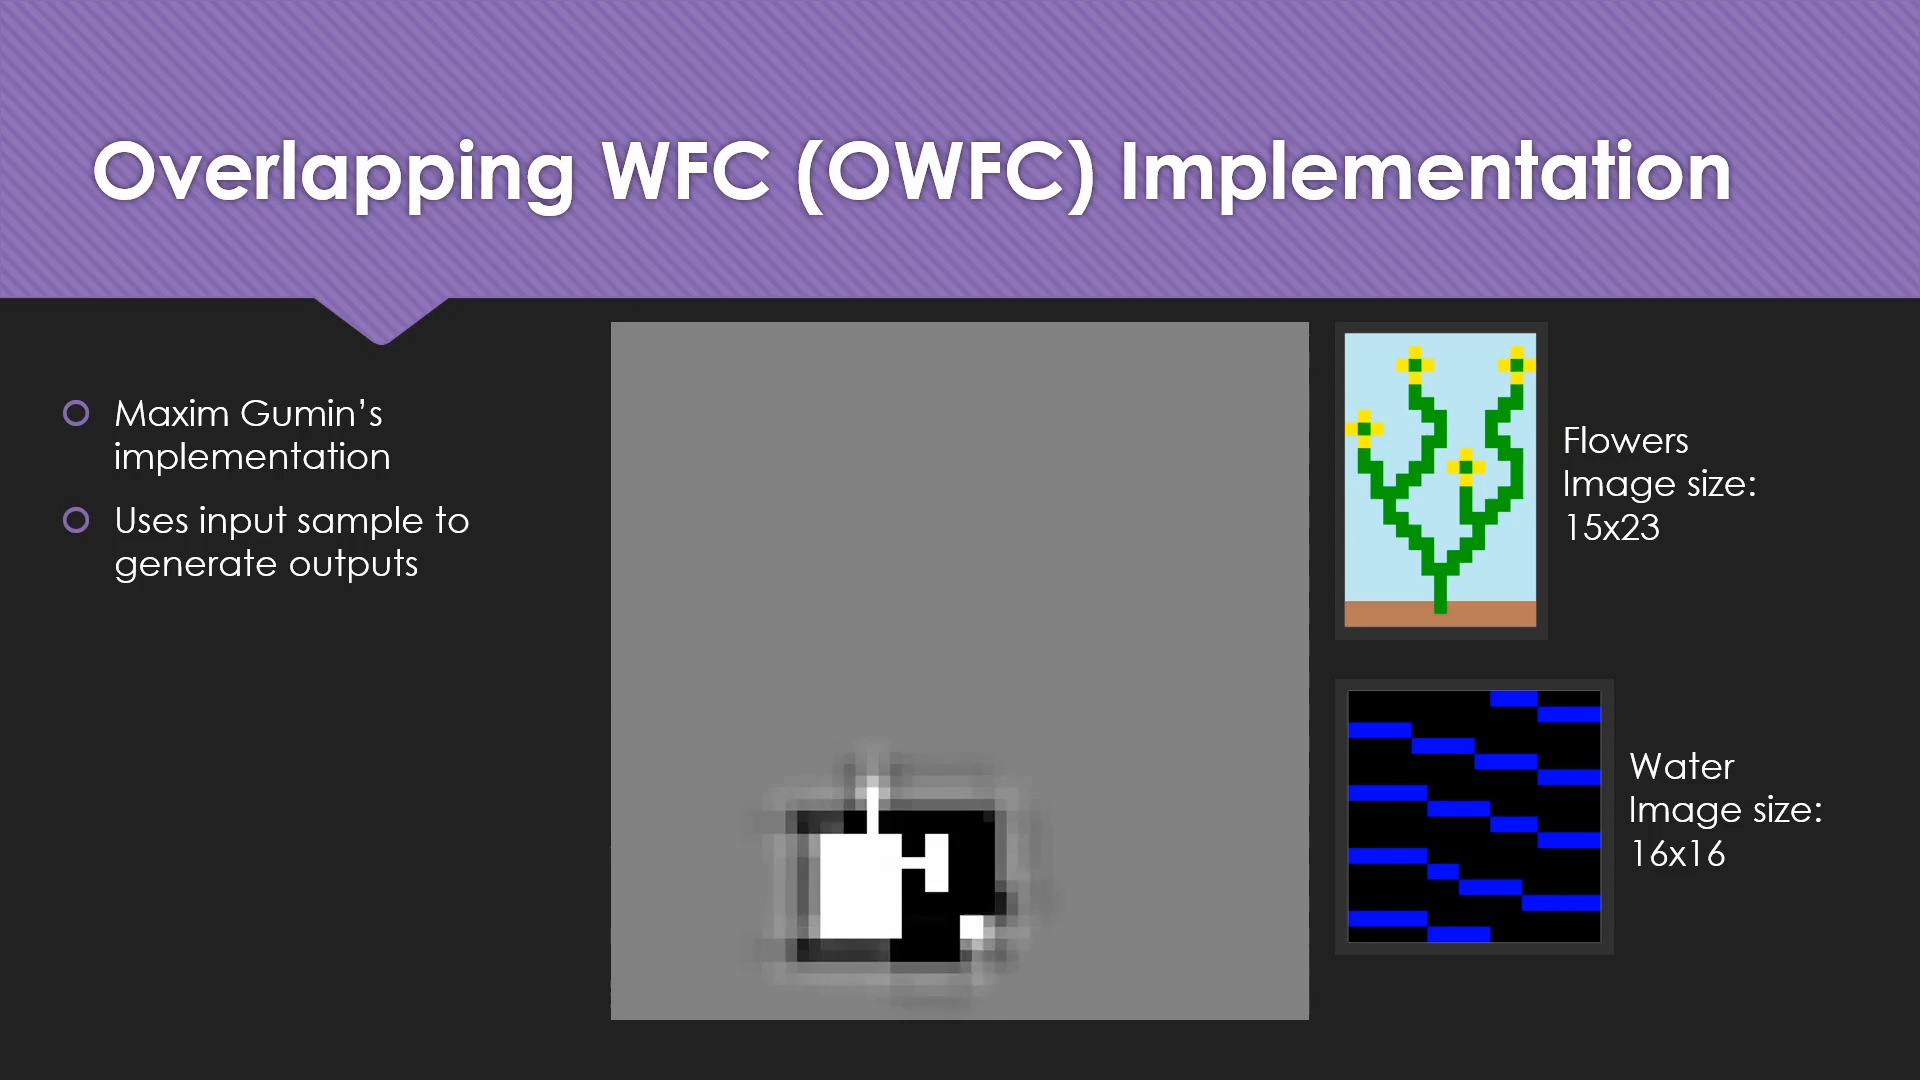 Overlapping WFC (OWFC) Implementation
Maxim Gumin’s
implementation
Uses input sample to
generate outputs
Flowers
Image size:
15x23
Water
Image size:
16x16